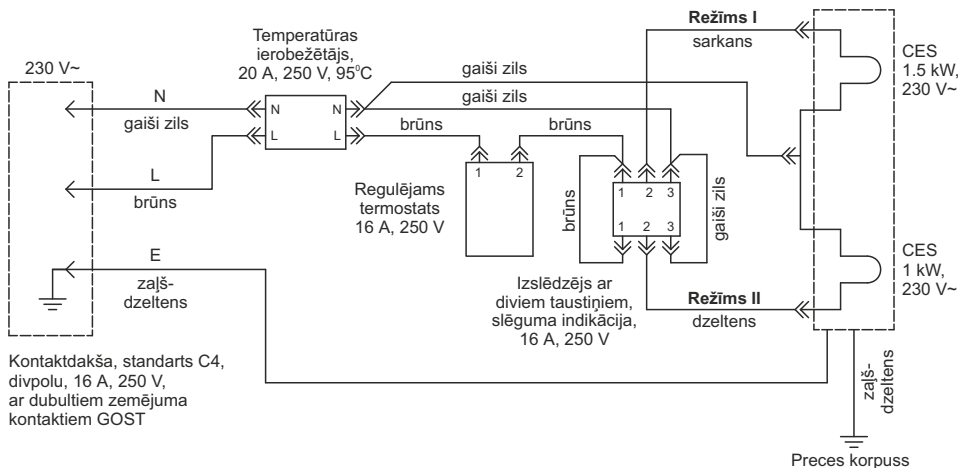 230 V~
N
gaiši zils
L
brūns
E
zaļš-
dzeltens
Kontaktdakša, standarts C4,
divpolu, 16 A, 250 V,
ar dubultiem zemējuma
kontaktiem GOST
Temperatūras
ierobežētājs,
20 A, 250 V, 95°C
N N
L L
gaiši zils
gaiši zils
brūns
brūns
1 2
Regulējams
termostats
16 A, 250 V
brūns
1 2 3
1 2 3
gaiši zils
Izslēdzējs ar
diviem taustiņiem,
slēguma indikācija,
16 A, 250 V
Režīms I
sarkans
Režīms II
dzeltens
CES
1.5 kW,
230 V~
CES
1 kW,
230 V~
zaļš-
dzeltens
Preces korpuss